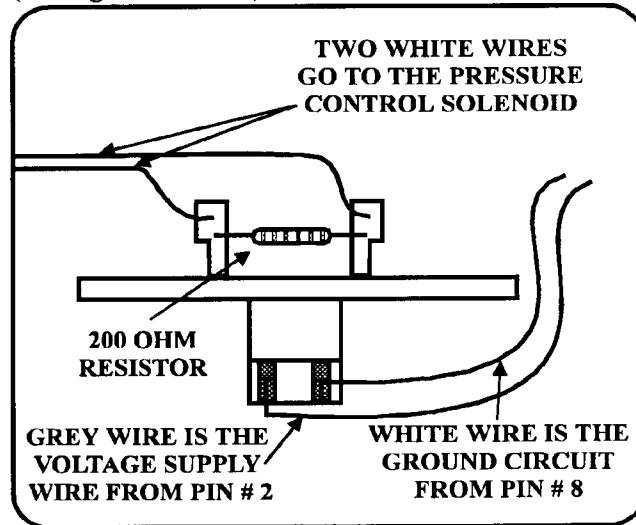 TWO WHITE WIRES
GO TO THE PRESSURE
CONTROL SOLENOID
200 OHM
RESISTOR
GREY WIRE IS THE
VOLTAGE SUPPLY
WIRE FROM PIN # 2
WHITE WIRE IS THE
GROUND CIRCUIT
FROM PIN # 8